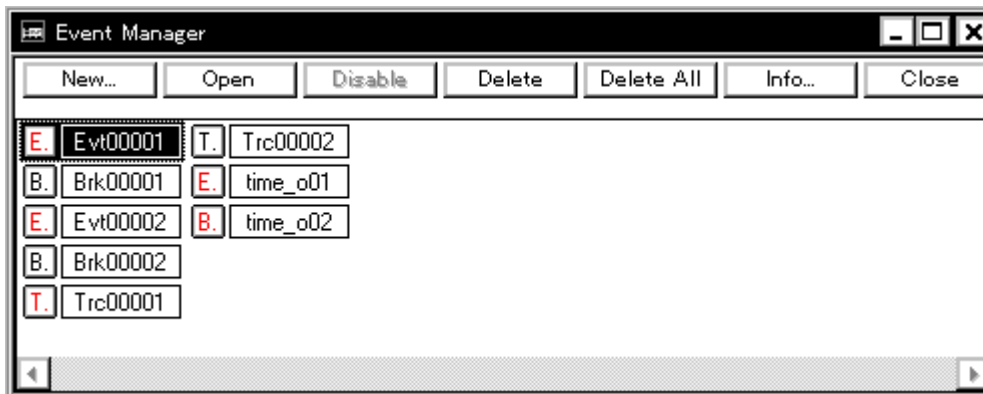 Event Manager
New... Open Disable Delete Delete All Info... Close
E. Evt00001 T. Trc00002
B. Brk00001 E. time_o01
E. Evt00002 B. time_o02
B. Brk00002
T. Trc00001